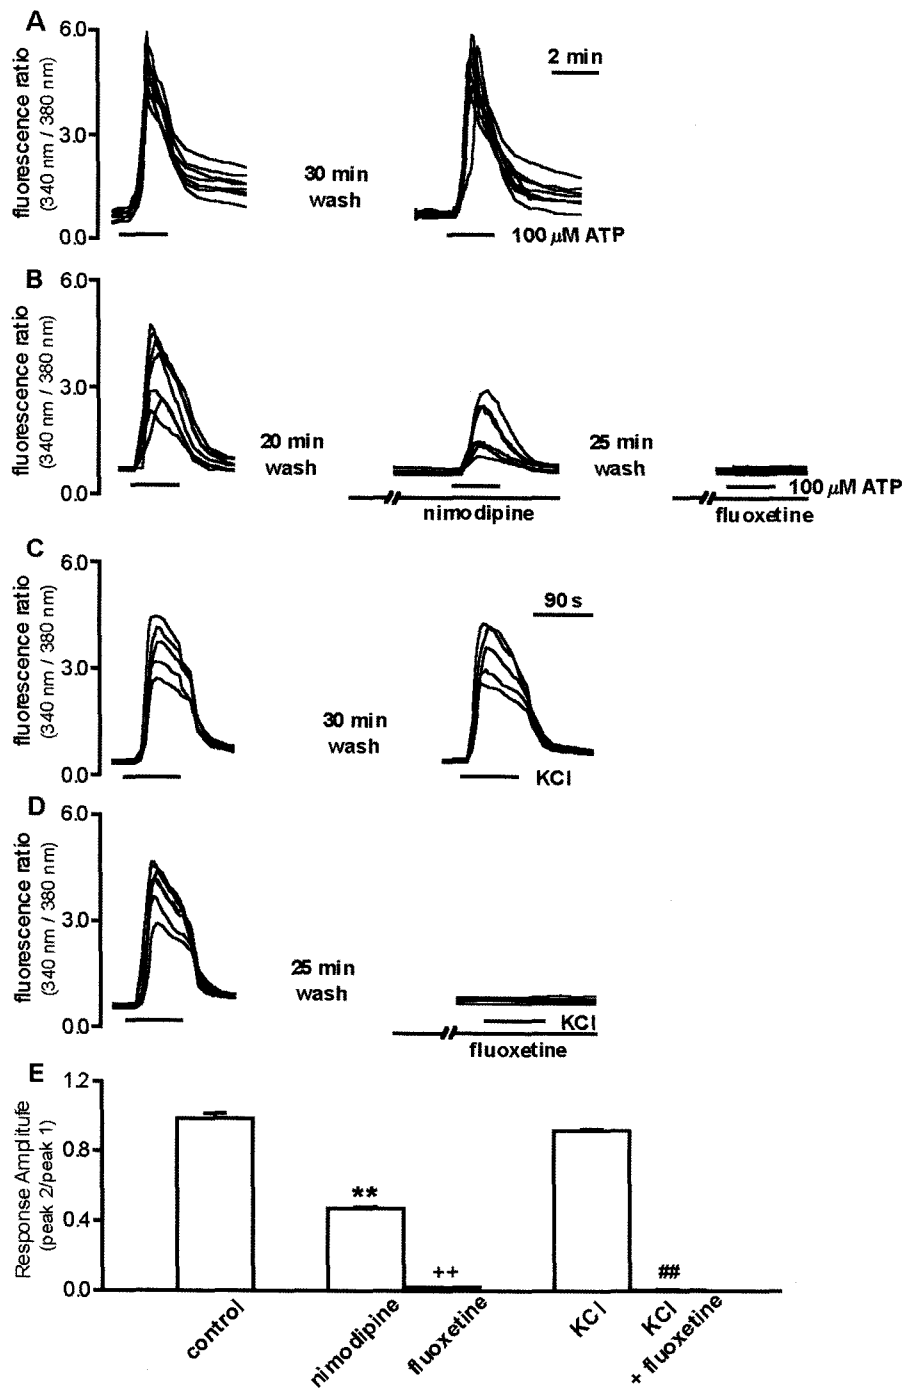 A
6.0
3.0
0.0
fluorescence ratio
(340 nm / 380 nm)
2 min
30 min
wash
100 µM ATP
B
6.0
3.0
0.0
fluorescence ratio
(340 nm / 380 nm)
20 min
wash
25 min
wash
100 µM ATP
nimodipine
fluoxetine
C
6.0
3.0
0.0
fluorescence ratio
(340 nm / 380 nm)
90 s
30 min
wash
KCl
D
6.0
3.0
0.0
fluorescence ratio
(340 nm / 380 nm)
25 min
wash
KCl
fluoxetine
E
1.2
0.8
0.4
0.0
Response Amplitufe
(peak 2/peak 1)
**
++
##
control
nimodipine
fluoxetine
KCl
KCl
+ fluoxetine